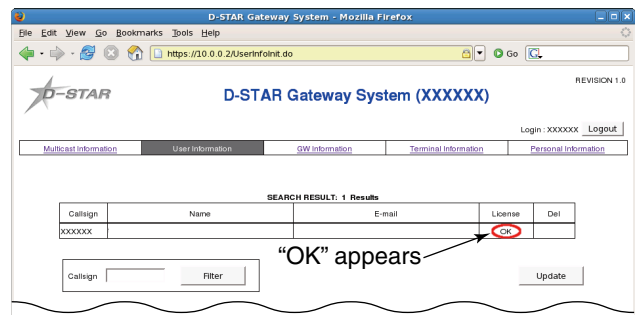 D-STAR Gateway System - Mozilla Firefox
File Edit View Go Bookmarks Tools Help
https://10.0.0.2/UserInfoInit.do Go G
D-STAR D-STAR Gateway System (XXXXXX) REVISION 1.0
Login : XXXXXX Logout
Multicast Information User Information GW Information Terminal Information Personal Information
SEARCH RESULT: 1 Results
Callsign Name E-mail License Del
XXXXXX OK
“OK” appears
Callsign Filter Update